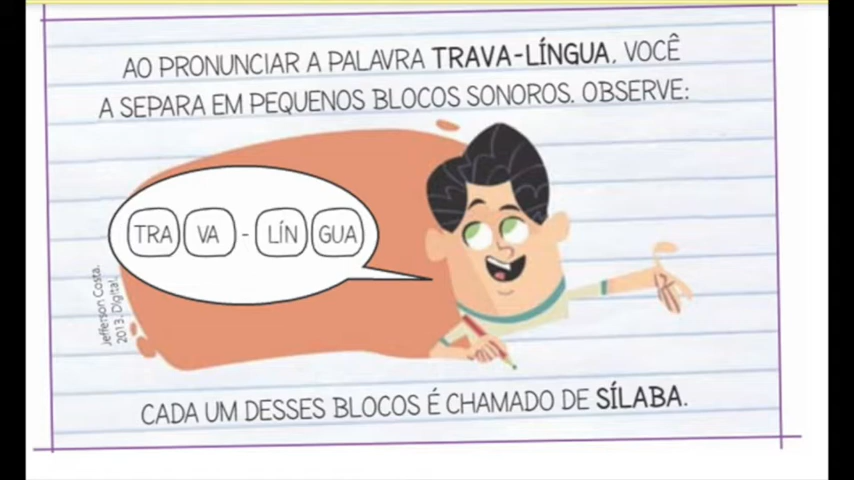 AO PRONUNCIAR A PALAVRA TRAVA-LÍNGUA, VOCÊ
A SEPARA EM PEQUENOS BLOCOS SONOROS. OBSERVE:
TRA VA - LÍN GUA
Jefferson Costa.
2013. Digital.
CADA UM DESSES BLOCOS É CHAMADO DE SÍLABA.